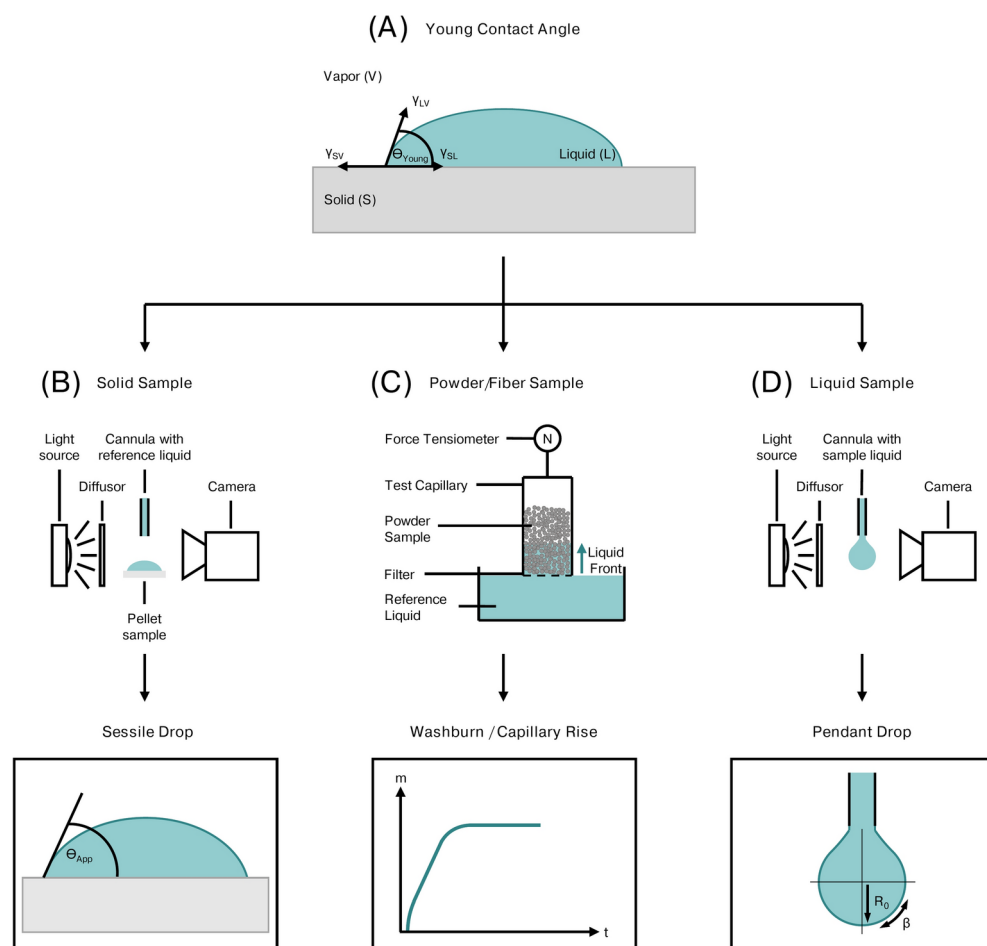 (A) Young Contact Angle
Vapor (V)
γLV
γSV
ΘYoung
γSL
Liquid (L)
Solid (S)
(B) Solid Sample
Light
source
Cannula with
reference liquid
Diffusor
Camera
Pellet
sample
Sessile Drop
ΘApp
(C) Powder/Fiber Sample
Force Tensiometer
N
Test Capillary
Powder
Sample
Liquid
Front
Filter
Reference
Liquid
Washburn / Capillary Rise
m
t
(D) Liquid Sample
Light
source
Cannula with
sample liquid
Diffusor
Camera
Pendant Drop
R0
β